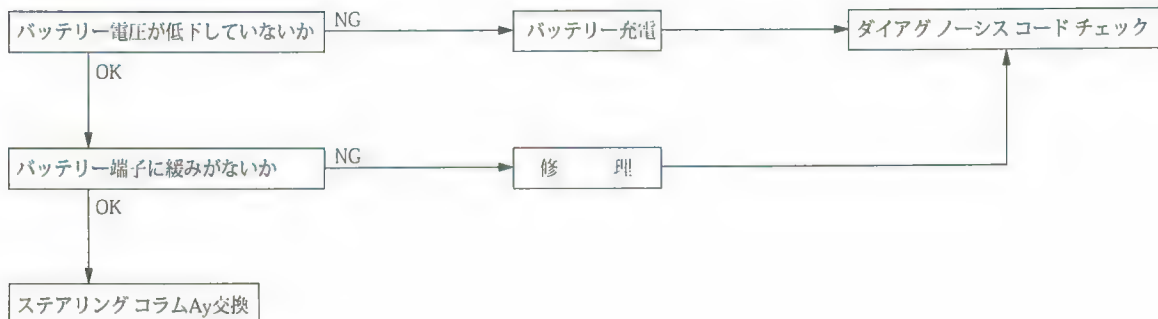 バッテリー電圧が低下していないか
NG
バッテリー充電
ダイアグ ノーシス コード チェック
OK
バッテリー端子に緩みがないか
NG
修 理
OK
ステアリング コラムAy交換